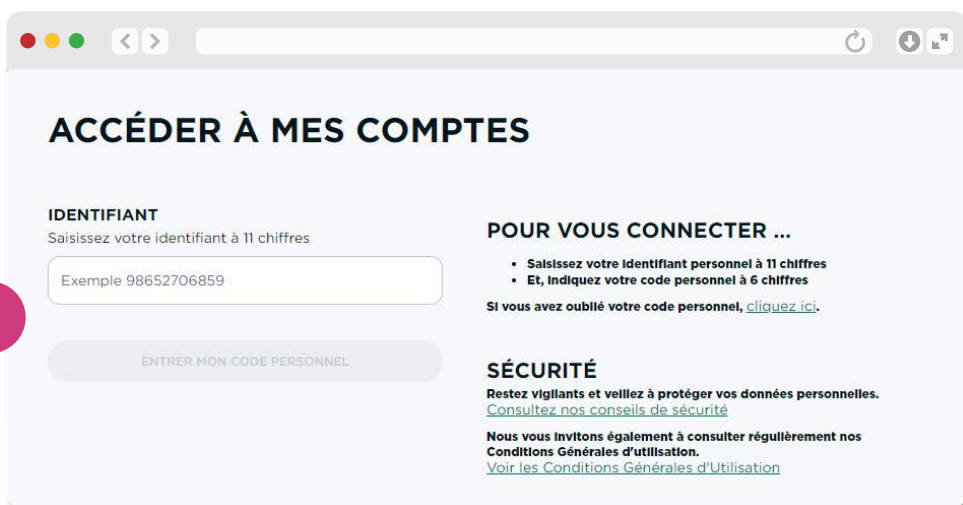 ACCÉDER À MES COMPTES
IDENTIFIANT
Saisissez votre identifiant à 11 chiffres
Exemple 98652706859
ENTRER MON CODE PERSONNEL
POUR VOUS CONNECTER ...
• Saisissez votre identifiant personnel à 11 chiffres
• Et, indiquez votre code personnel à 6 chiffres
Si vous avez oublié votre code personnel, cliquez ici.
SÉCURITÉ
Restez vigilants et veillez à protéger vos données personnelles.
Consultez nos conseils de sécurité
Nous vous invitons également à consulter régulièrement nos
Conditions Générales d'utilisation.
Voir les Conditions Générales d'Utilisation